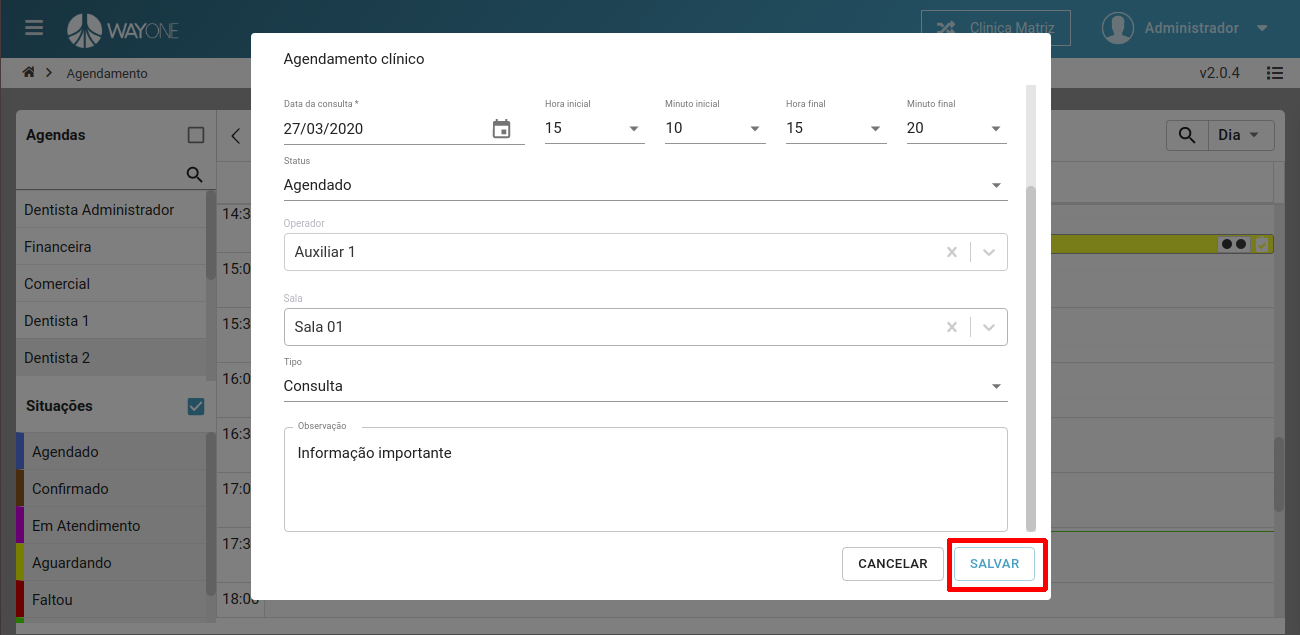 WAYONE
Clinica Matriz
Administrador
Agendamento
v2.0.4
Agendas
Dia
Dentista Administrador
Financeira
Comercial
Dentista 1
Dentista 2
Situações
Agendado
Confirmado
Em Atendimento
Aguardando
Faltou
14:3
15:0
15:3
16:0
16:3
17:0
17:3
18:00
Agendamento clínico
Data da consulta *
Hora inicial
Minuto inicial
Hora final
Minuto final
27/03/2020
15
10
15
20
Status
Agendado
Operador
Auxiliar 1
Sala
Sala 01
Tipo
Consulta
Observação
Informação importante
CANCELAR
SALVAR